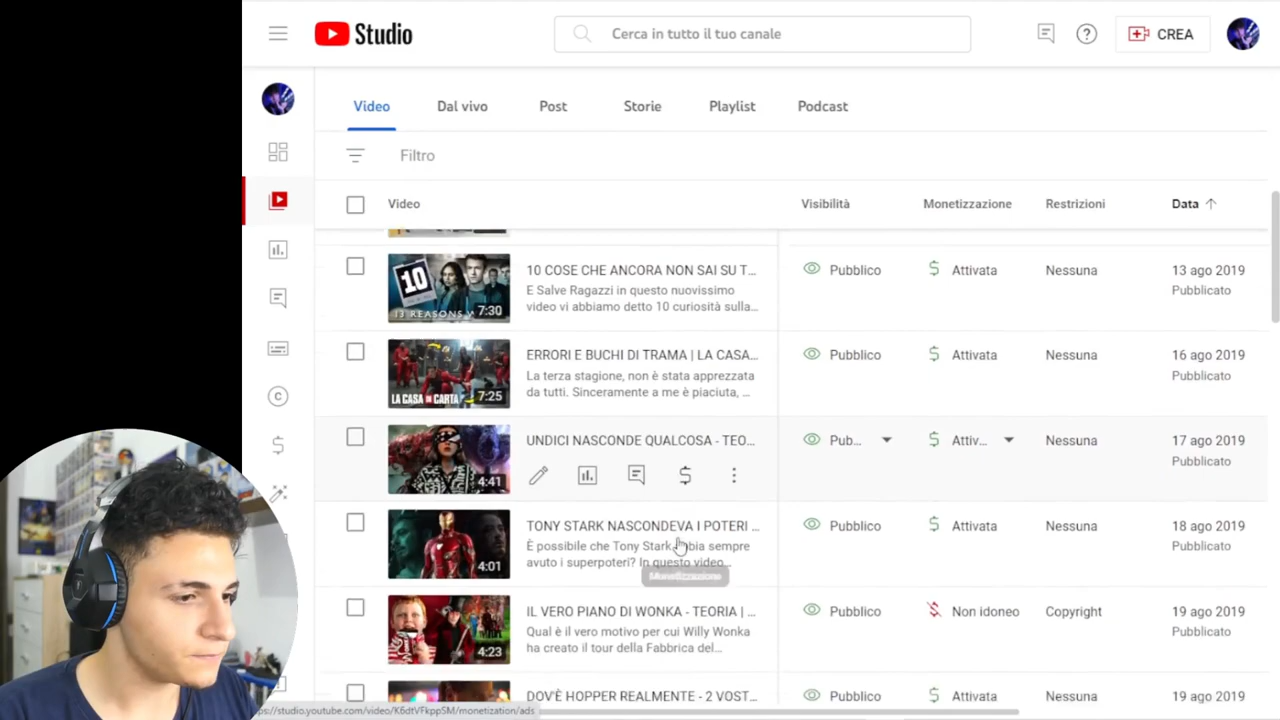 Studio
Cerca in tutto il tuo canale
CREA
Video
Dal vivo
Post
Storie
Playlist
Podcast
Filtro
Video
Visibilità
Monetizzazione
Restrizioni
Data
10
13 REASONS
7:30
10 COSE CHE ANCORA NON SAI SU T...
E Salve Ragazzi in questo nuovissimo
video vi abbiamo detto 10 curiosità sulla...
Pubblico
Attivata
Nessuna
13 ago 2019
Pubblicato
LA CASA DI CARTA
7:25
ERRORI E BUCHI DI TRAMA | LA CASA...
La terza stagione, non è stata apprezzata
da tutti. Sinceramente a me è piaciuta, ...
Pubblico
Attivata
Nessuna
16 ago 2019
Pubblicato
4:41
UNDICI NASCONDE QUALCOSA - TEO...
Pub...
Attiv...
Nessuna
17 ago 2019
Pubblicato
4:01
TONY STARK NASCONDEVA I POTERI ...
È possibile che Tony Stark abbia sempre
avuto i superpoteri? In questo video...
Monetizzazione
Pubblico
Attivata
Nessuna
18 ago 2019
Pubblicato
4:23
IL VERO PIANO DI WONKA - TEORIA | ...
Qual è il vero motivo per cui Willy Wonka
ha creato il tour della Fabbrica del...
Pubblico
Non idoneo
Copyright
19 ago 2019
Pubblicato
DOV'È HOPPER REALMENTE - 2 VOST...
Pubblico
Attivata
Nessuna
19 ago 2019